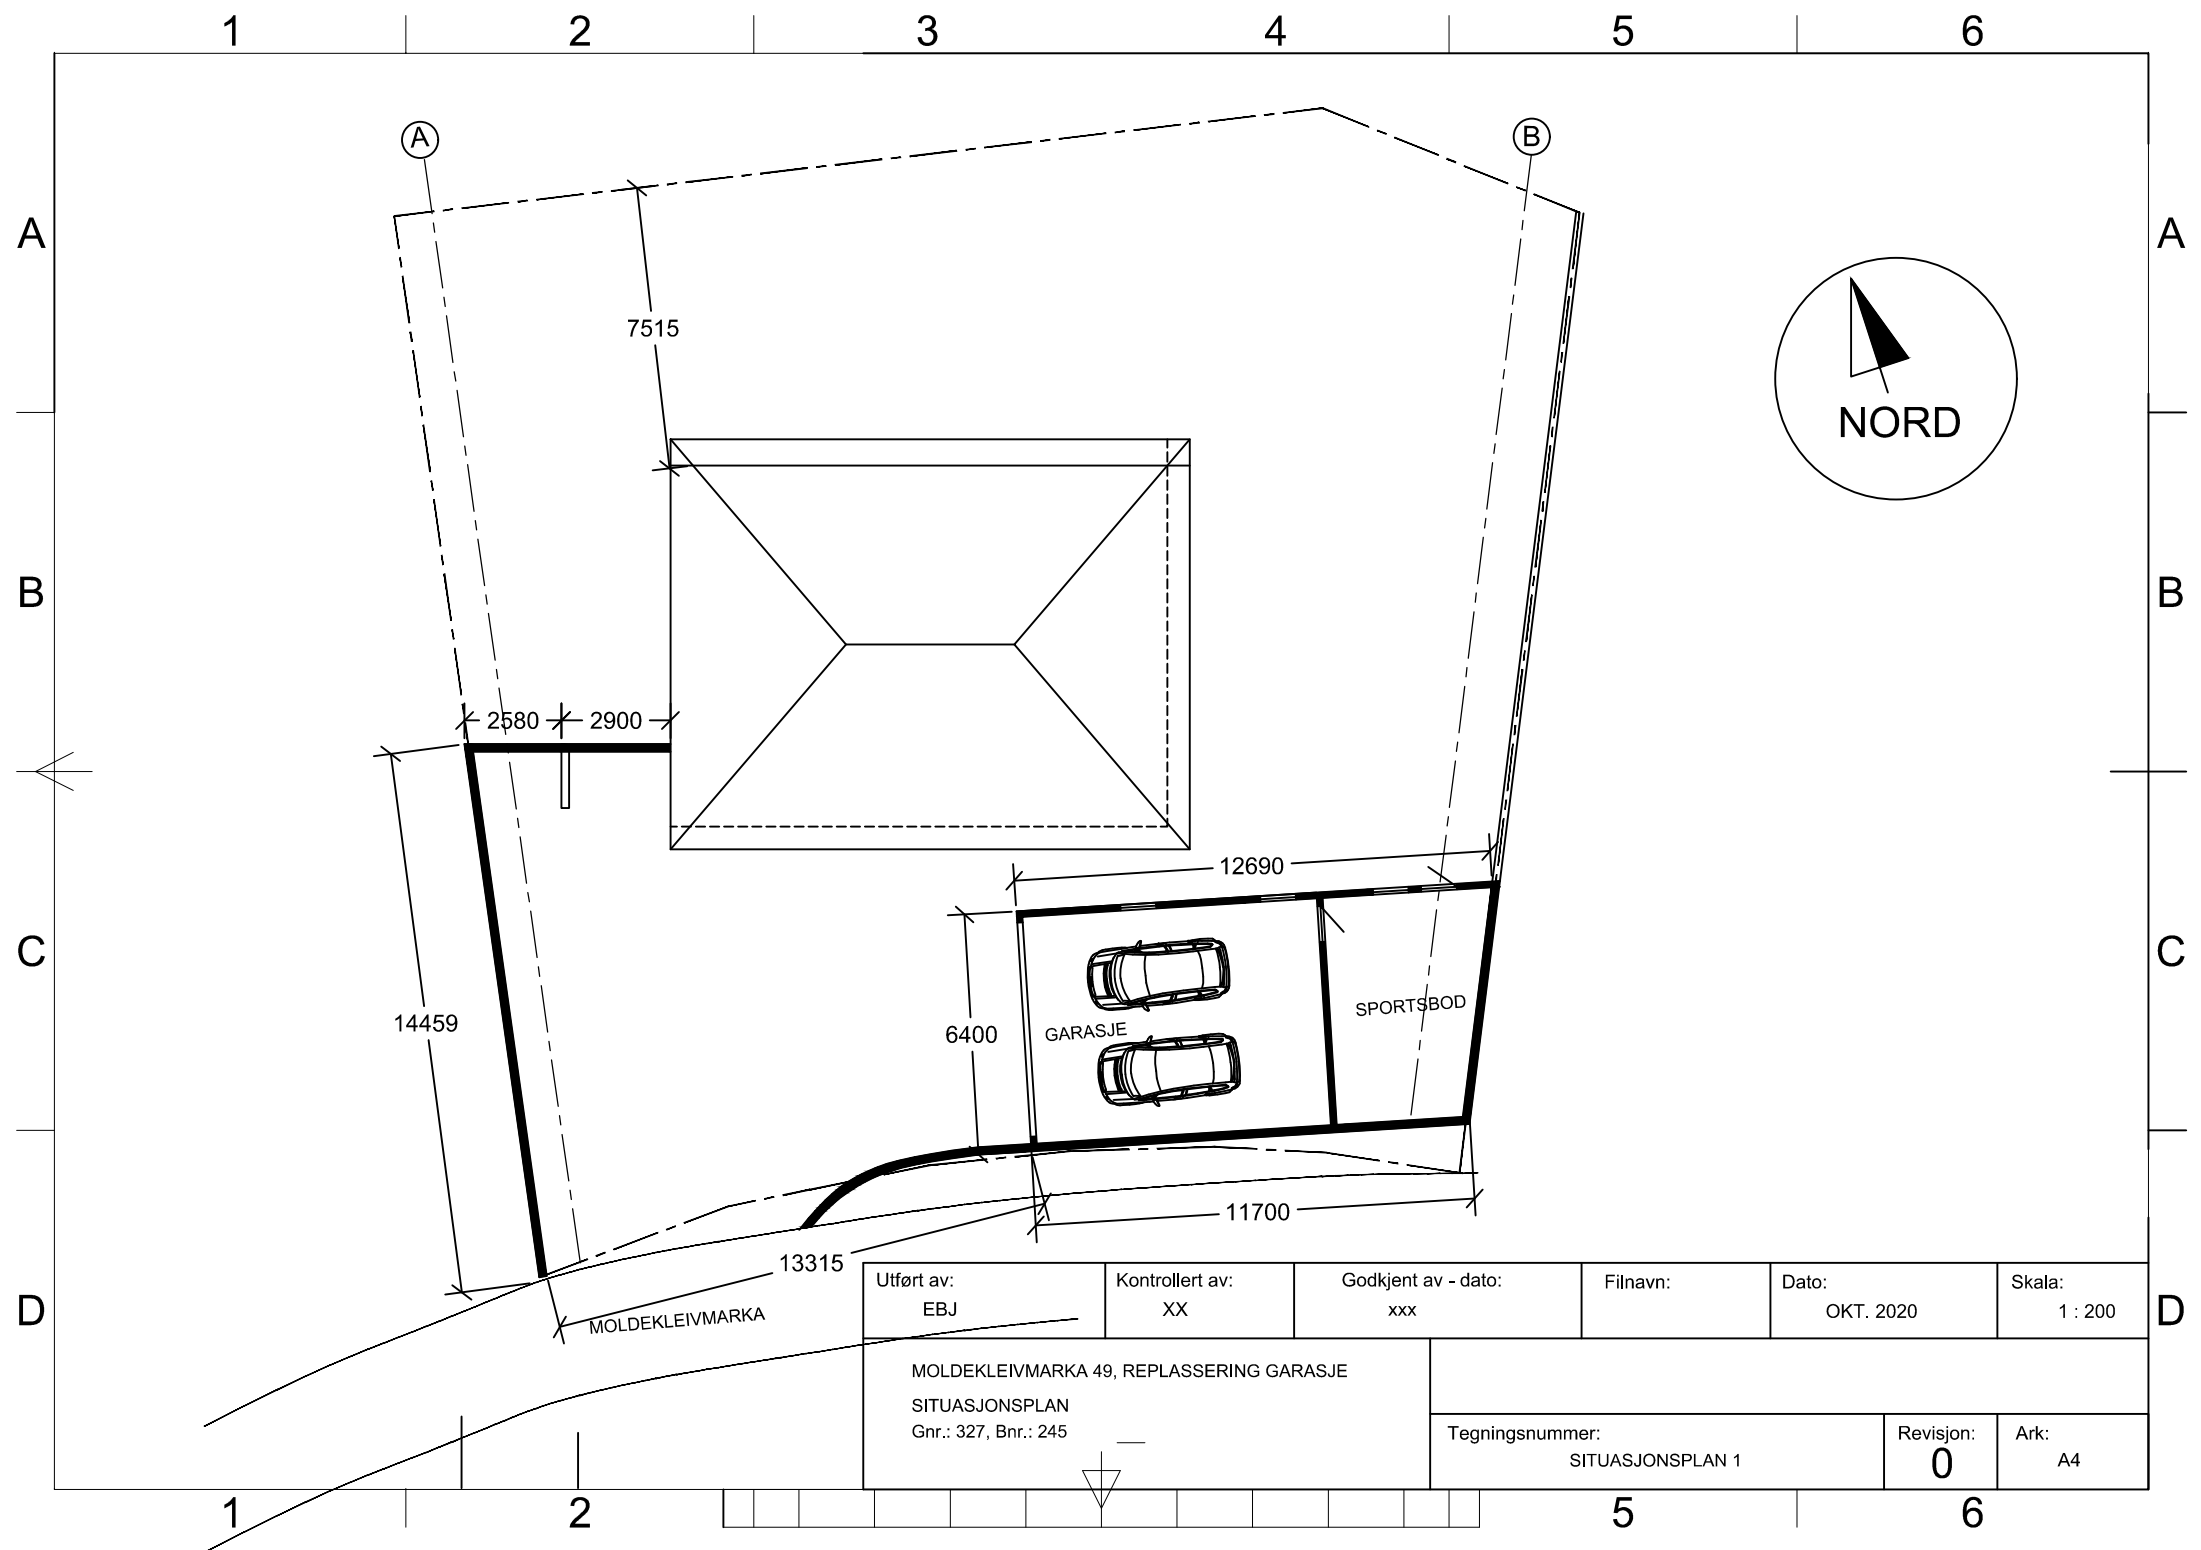 1 2 3 4 5 6
A B
A A
7515
NORD
B B
2580 2900
12690
C C
SPORTSBOD
14459 6400 GARASJE
11700
13315
MOLDEKLEIVMARKA
D D
Utført av: Kontrollert av: Godkjent av - dato: Filnavn: Dato: Skala:
EBJ XX xxx OKT. 2020 1 : 200
MOLDEKLEIVMARKA 49, REPLASSERING GARASJE
SITUASJONSPLAN
Gnr.: 327, Bnr.: 245
Tegningsnummer: Revisjon: Ark:
SITUASJONSPLAN 1 0 A4
1 2 5 6